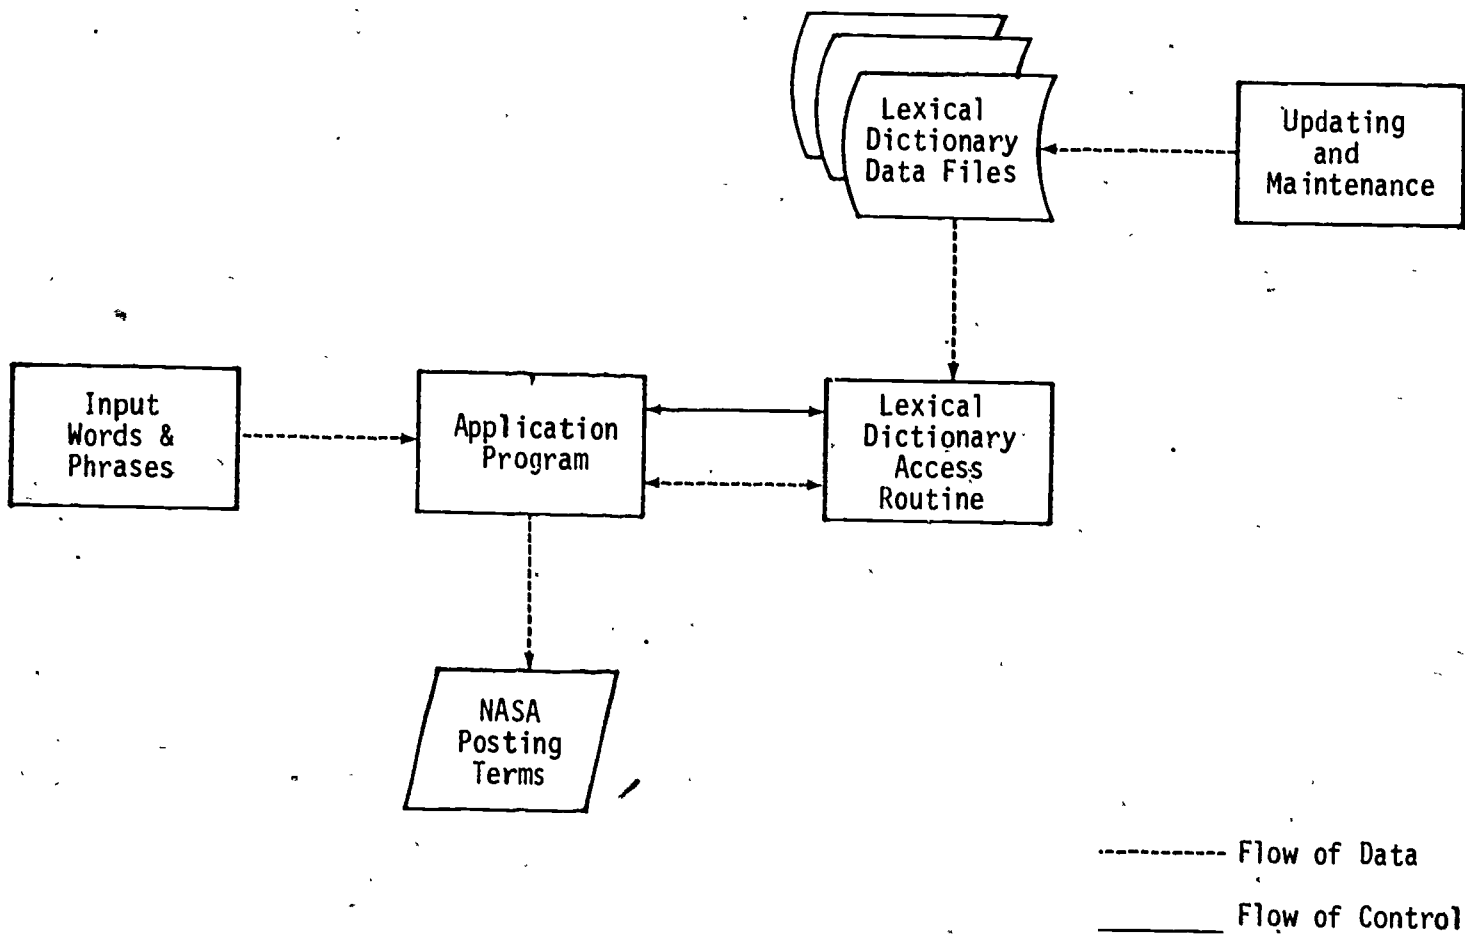 Lexical
Dictionary
Data Files
Updating
and
Maintenance
Input
Words &
Phrases
Application
Program
Lexical
Dictionary
Access
Routine
NASA
Posting
Terms
Flow of Data
Flow of Control